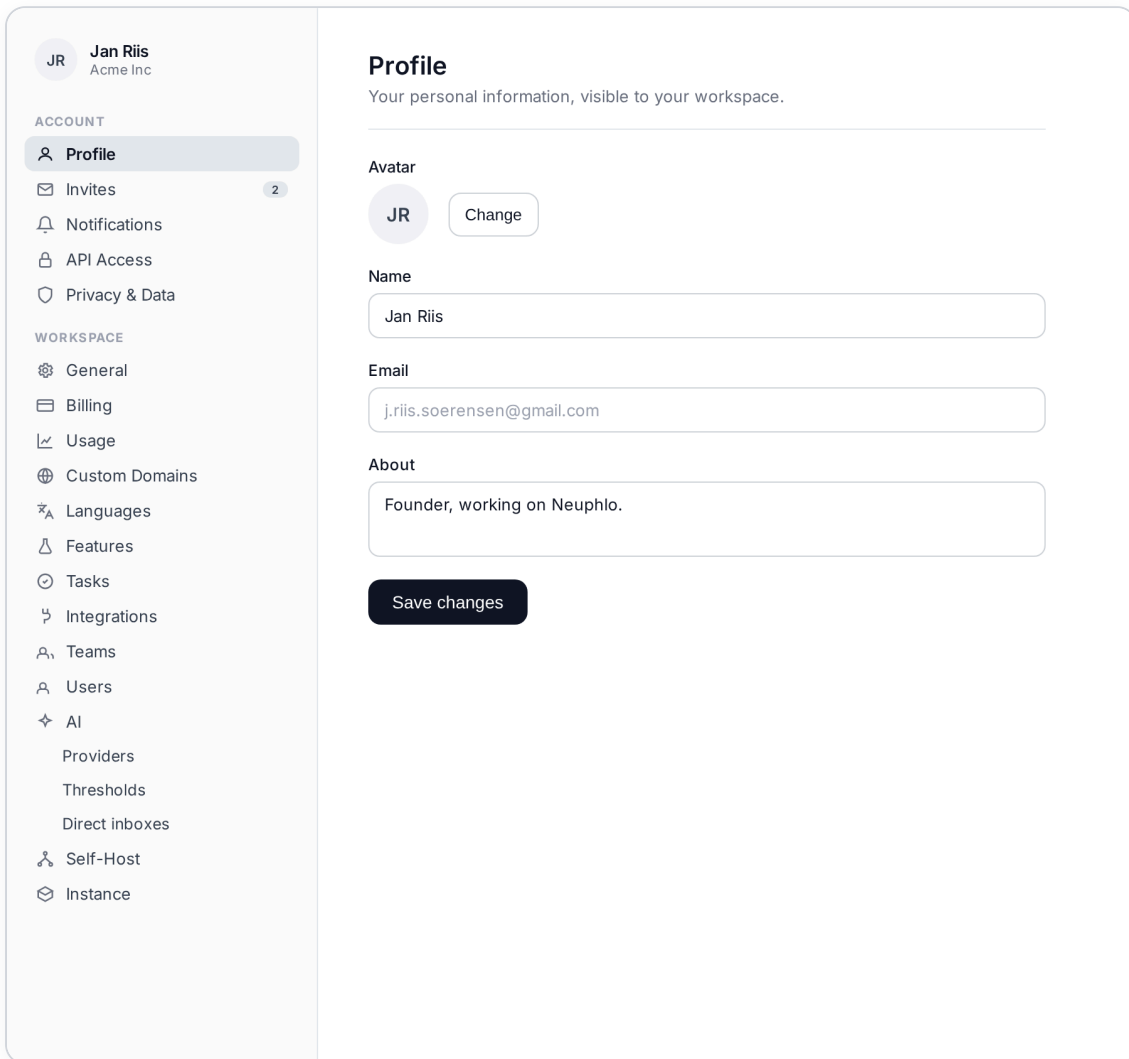 JR
Jan Riis
Acme Inc
ACCOUNT
Profile
Invites 2
Notifications
API Access
Privacy & Data
WORKSPACE
General
Billing
Usage
Custom Domains
Languages
Features
Tasks
Integrations
Teams
Users
AI
Providers
Thresholds
Direct inboxes
Self-Host
Instance
Profile
Your personal information, visible to your workspace.
Avatar
JR Change
Name
Jan Riis
Email
j.riis.soerensen@gmail.com
About
Founder, working on Neuphlo.
Save changes